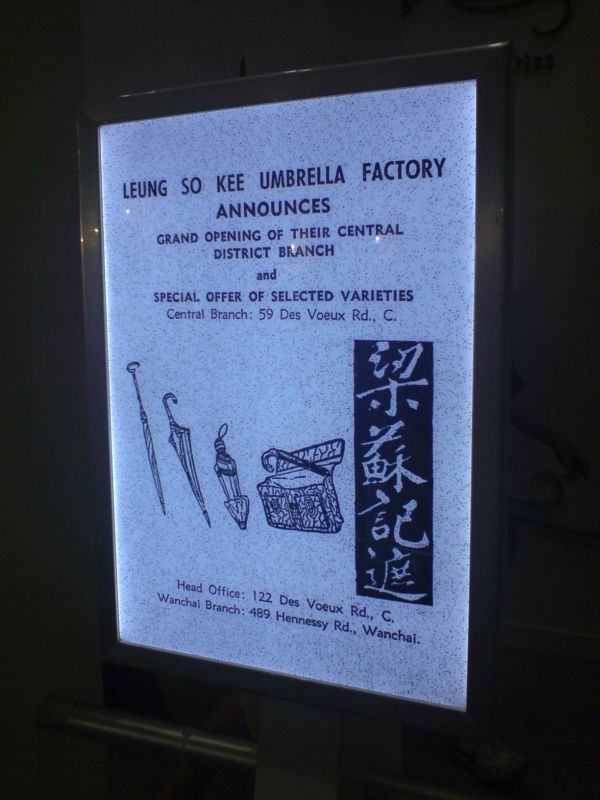 LEUNG SO KEE UMBRELLA FACTORY
ANNOUNCES
GRAND OPENING OF THEIR CENTRAL
DISTRICT BRANCH
and
SPECIAL OFFER OF SELECTED VARIETIES
Central Branch: 59 Des Voeux Rd., C.
梁蘇記遮
Head Office: 122 Des Voeux Rd., C.
Wanchai Branch: 489 Hennessy Rd., Wanchai.